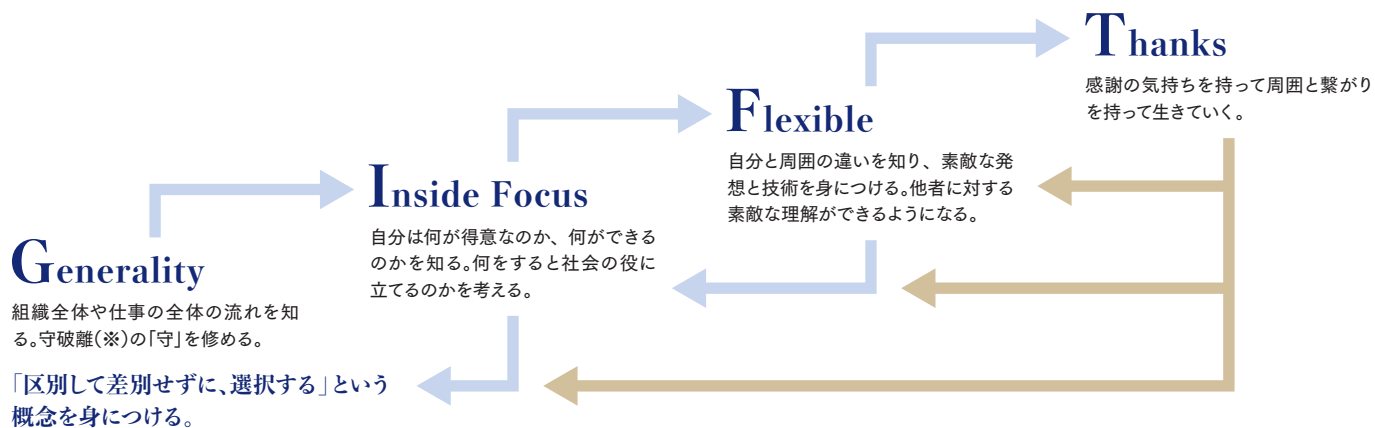 Generality
組織全体や仕事の全体の流れを知
る。守破離(※)の「守」を修める。
「区別して差別せずに、選択する」という
概念を身につける。
Inside Focus
自分は何が得意なのか、何ができる
のかを知る。何をすると社会の役に
立てるのかを考える。
Flexible
自分と周囲の違いを知り、素敵な発
想と技術を身につける。他者に対する
素敵な理解ができるようになる。
Thanks
感謝の気持ちを持って周囲と繋がり
を持って生きていく。